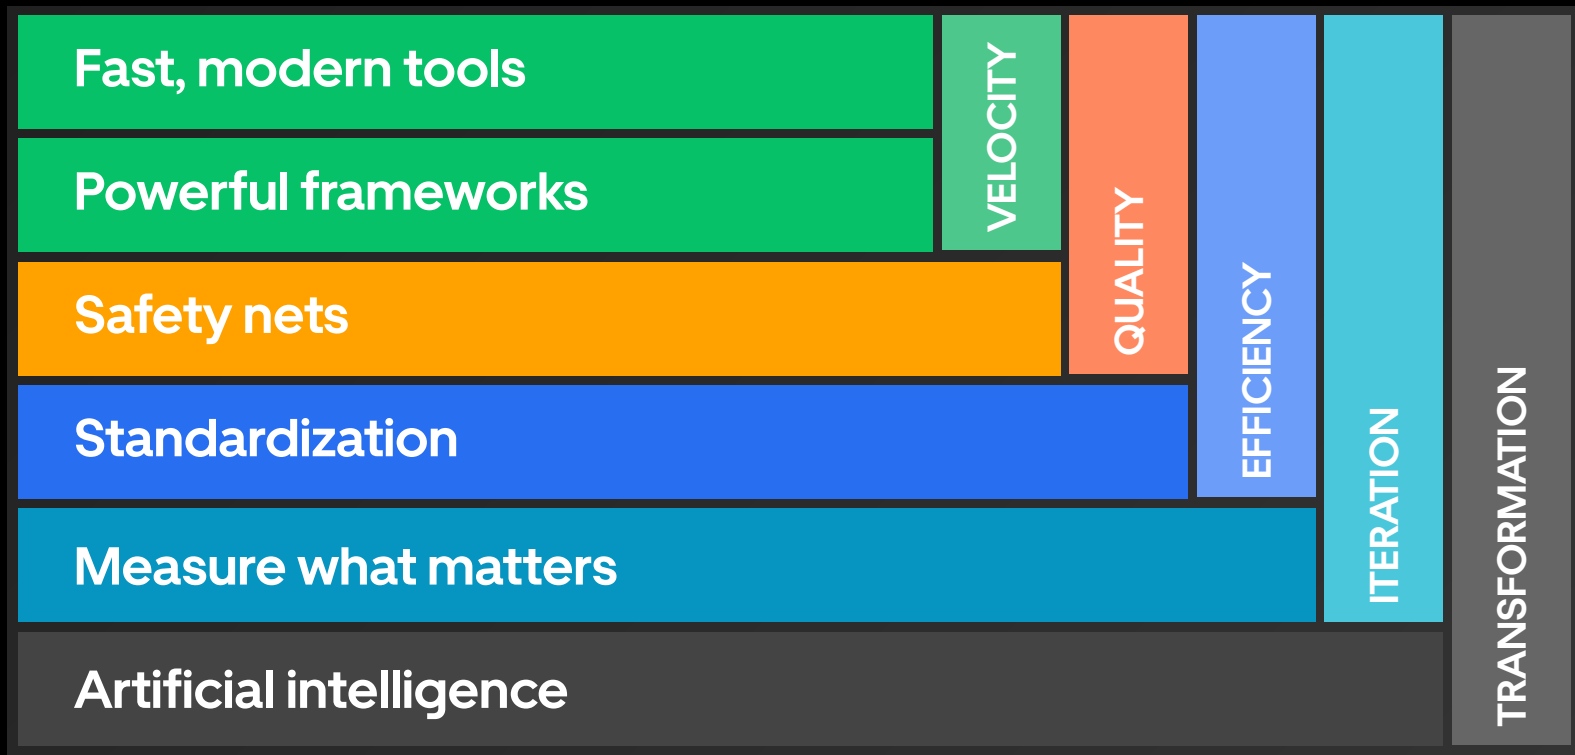 Fast, modern tools
Powerful frameworks
Safety nets
Standardization
Measure what matters
Artificial intelligence
VELOCITY
QUALITY
EFFICIENCY
ITERATION
TRANSFORMATION